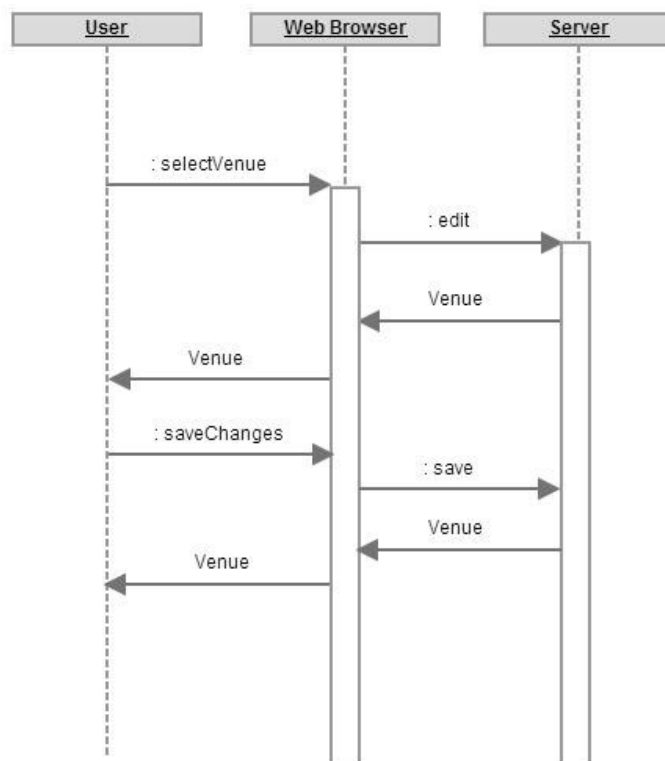 User
Web Browser
Server
: selectVenue
: edit
Venue
Venue
: saveChanges
: save
Venue
Venue